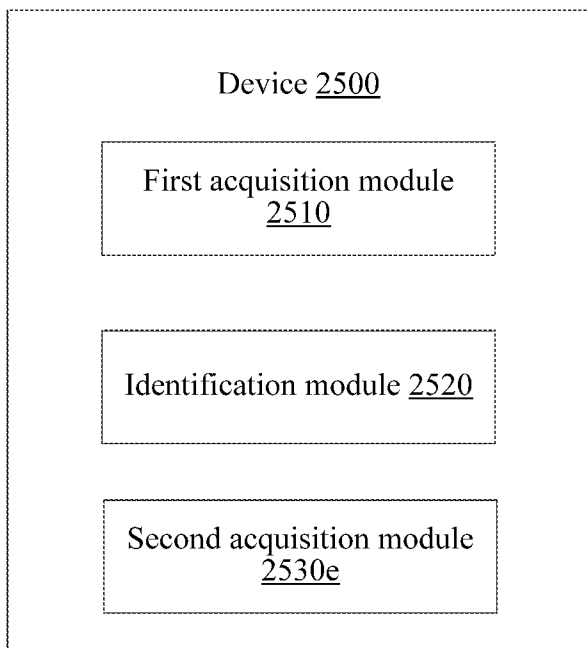 Device 2500
First acquisition module
2510
Identification module 2520
Second acquisition module
2530e